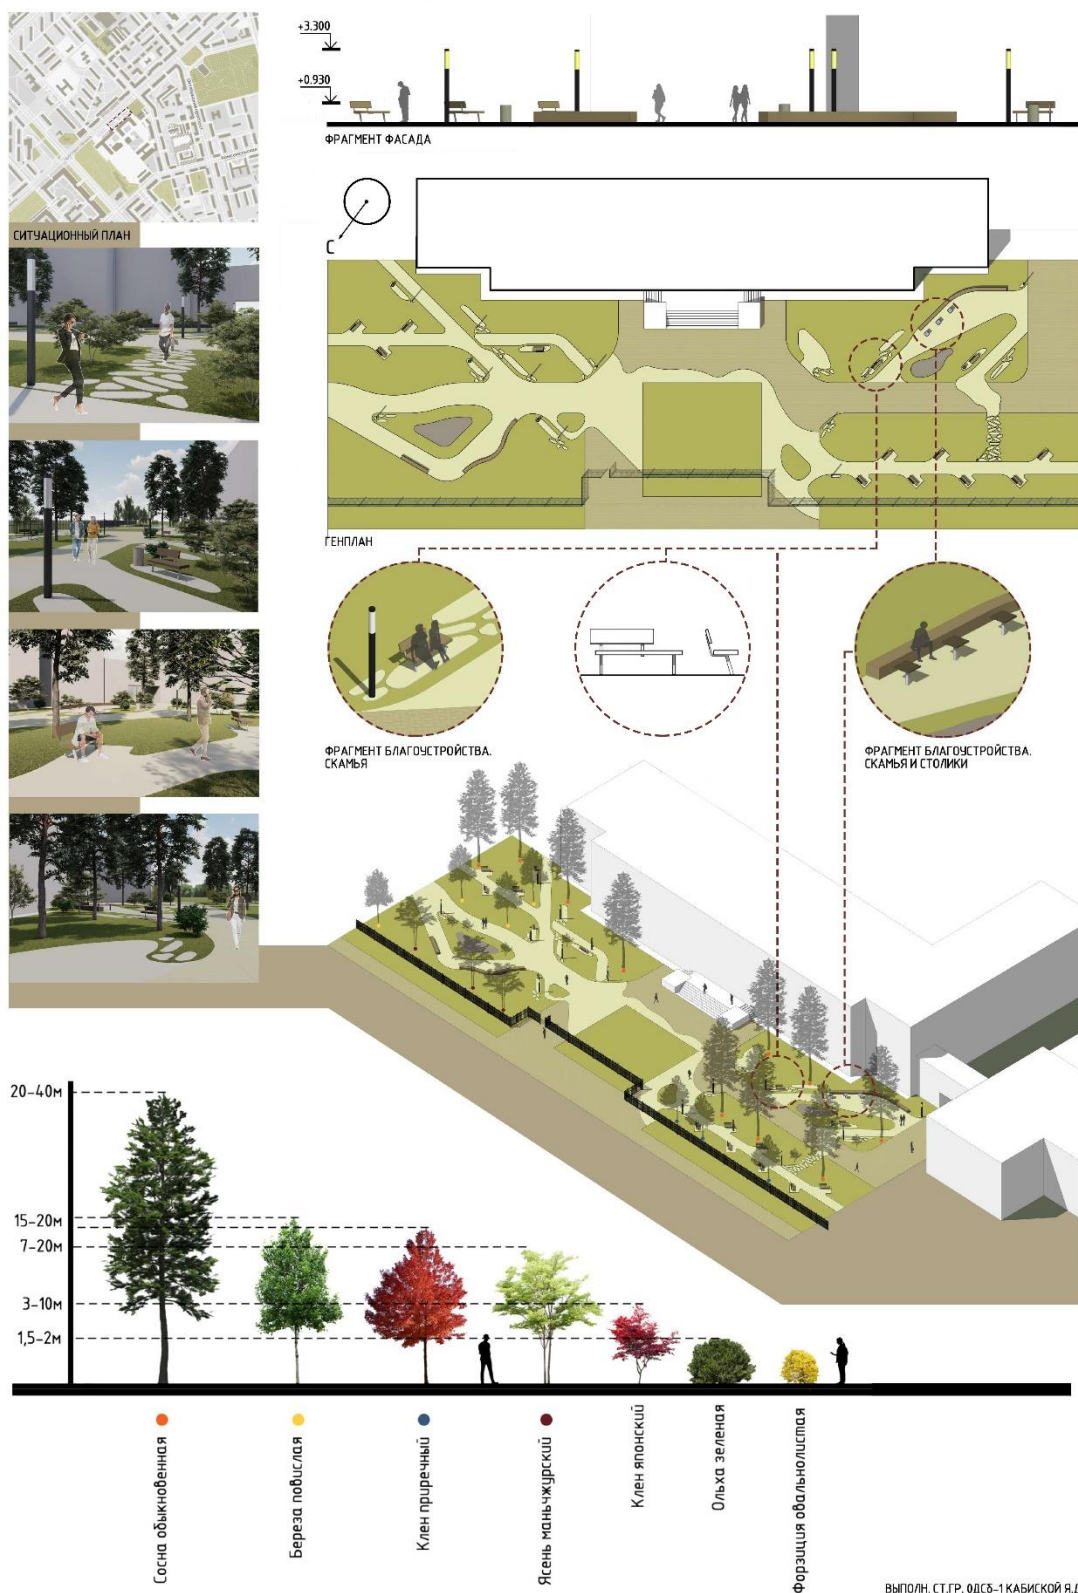 +3.300
+0.930
ФРАГМЕНТ ФАСАДА
СИТУАЦИОННЫЙ ПЛАН
С
ГЕНПЛАН
ФРАГМЕНТ БЛАГОУСТРОЙСТВА.
СКАМЬЯ
ФРАГМЕНТ БЛАГОУСТРОЙСТВА.
СКАМЬЯ И СТОЛИКИ
20-40м
15-20м
7-20м
3-10м
1,5-2м
Сосна обыкновенная
Береза повислая
Клен приречный
Ясень маньчжурский
Клен японский
Ольха зеленая
Форзиция овальнолистая
ВЫПОЛН. СТ.ГР. ОДСБ-1 КАБИСКОЙ Я.Л